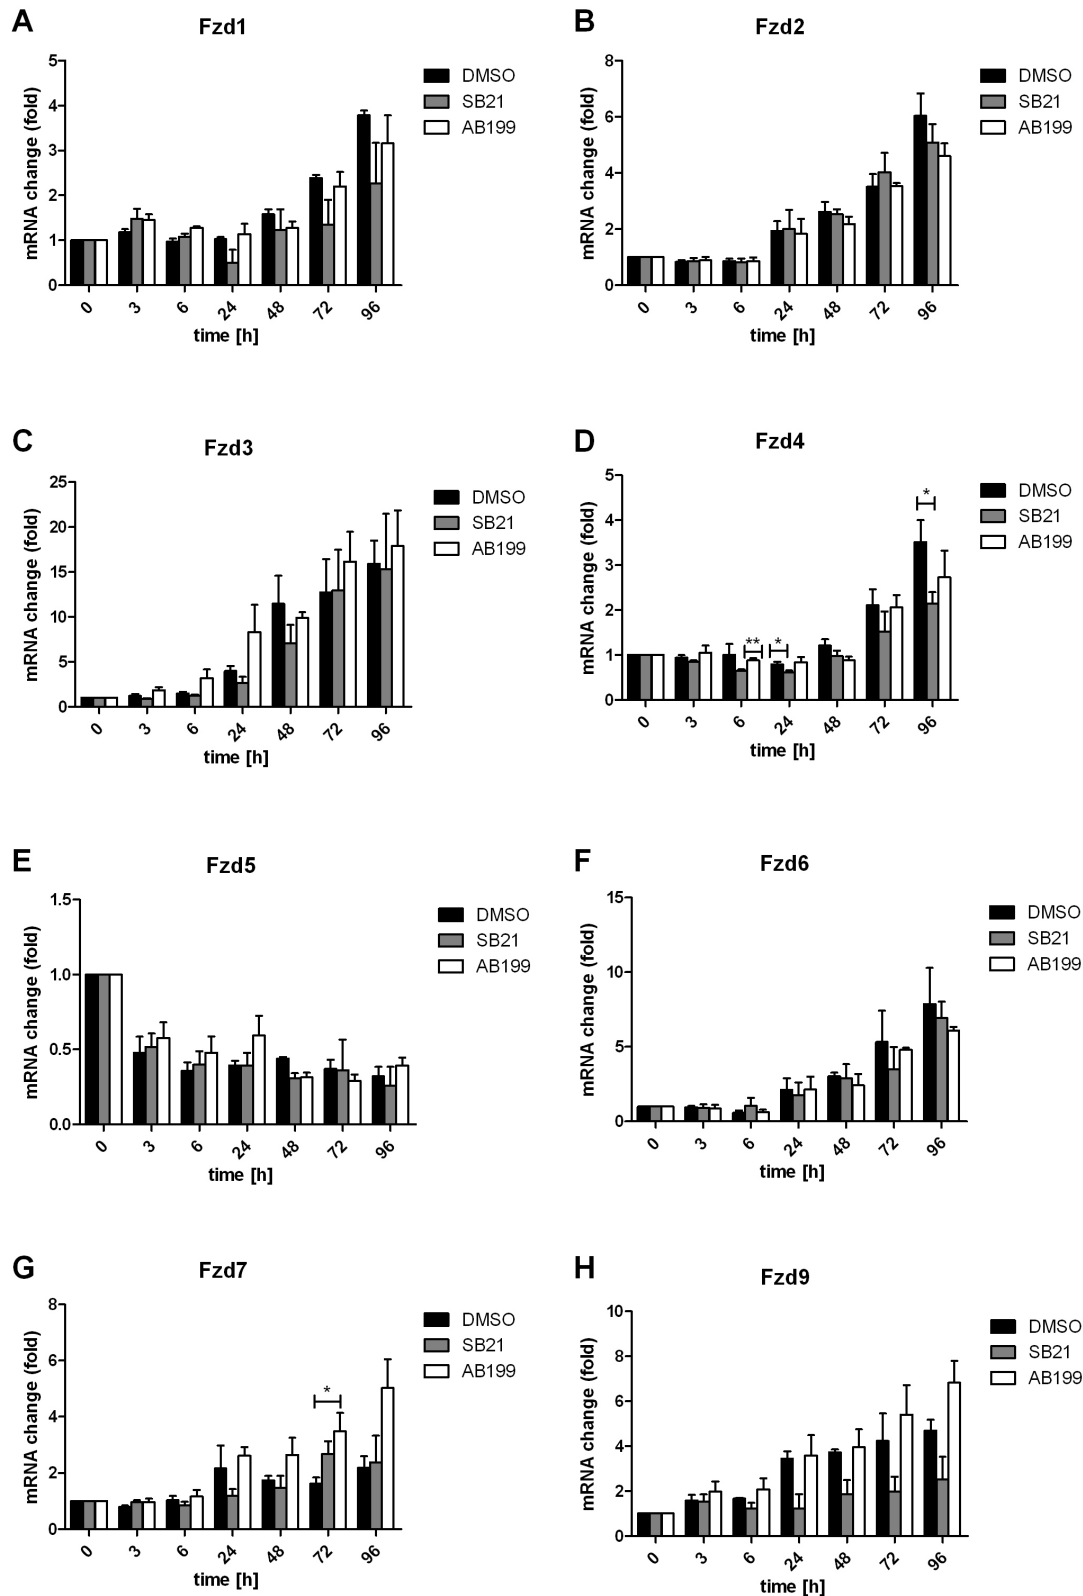 A
Fzd1
mRNA change (fold)
5
4
3
2
1
0
0 3 6 24 48 72 96
time [h]
DMSO
SB21
AB199
B
Fzd2
mRNA change (fold)
8
6
4
2
0
0 3 6 24 48 72 96
time [h]
DMSO
SB21
AB199
C
Fzd3
mRNA change (fold)
25
20
15
10
5
0
0 3 6 24 48 72 96
time [h]
DMSO
SB21
AB199
D
Fzd4
mRNA change (fold)
5
4
3
2
1
0
** * *
0 3 6 24 48 72 96
time [h]
DMSO
SB21
AB199
E
Fzd5
mRNA change (fold)
1.5
1.0
0.5
0.0
0 3 6 24 48 72 96
time [h]
DMSO
SB21
AB199
F
Fzd6
mRNA change (fold)
15
10
5
0
0 3 6 24 48 72 96
time [h]
DMSO
SB21
AB199
G
Fzd7
mRNA change (fold)
8
6
4
2
0
*
0 3 6 24 48 72 96
time [h]
DMSO
SB21
AB199
H
Fzd9
mRNA change (fold)
10
8
6
4
2
0
0 3 6 24 48 72 96
time [h]
DMSO
SB21
AB199